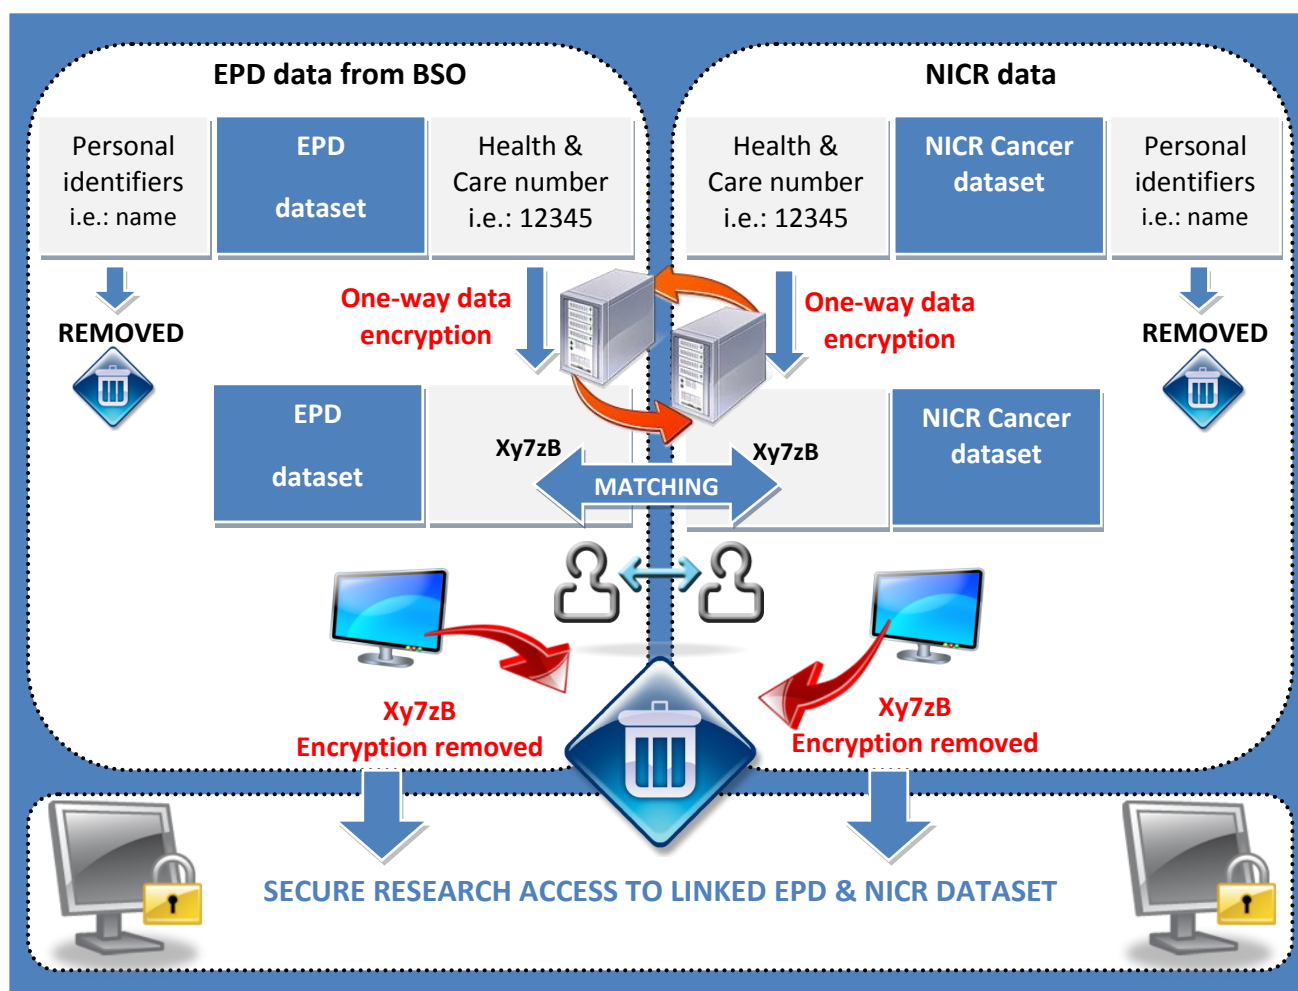 EPD data from BSO
Personal
identifiers
i.e.: name
EPD
dataset
Health &
Care number
i.e.: 12345
REMOVED
One-way data
encryption
EPD
dataset
Xy7zB
NICR data
Health &
Care number
i.e.: 12345
NICR Cancer
dataset
Personal
identifiers
i.e.: name
One-way data
encryption
REMOVED
Xy7zB
NICR Cancer
dataset
MATCHING
Xy7zB
Encryption removed
Xy7zB
Encryption removed
SECURE RESEARCH ACCESS TO LINKED EPD & NICR DATASET